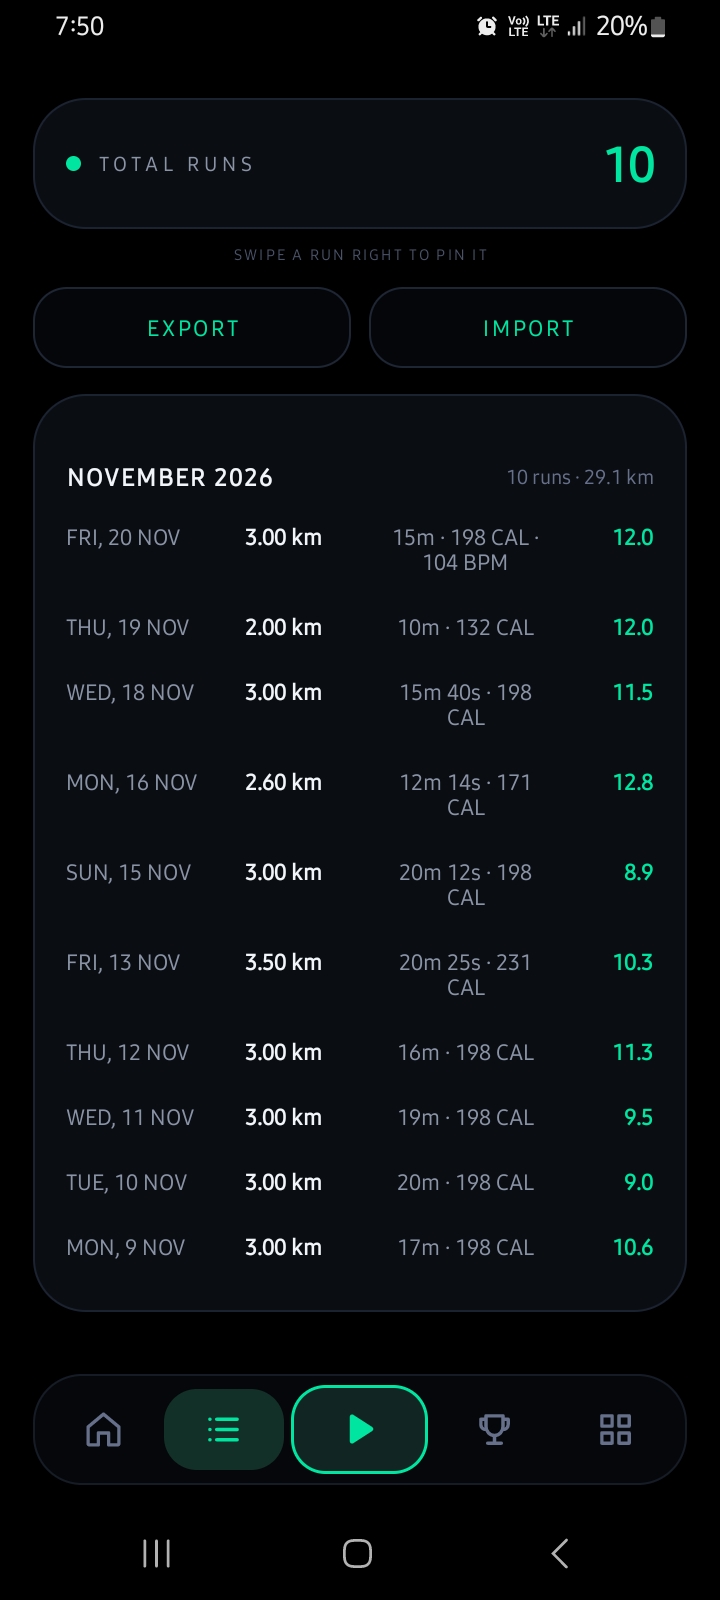 7:50 Vo)) LTE LTE 20%
TOTAL RUNS 10
SWIPE A RUN RIGHT TO PIN IT
EXPORT IMPORT
NOVEMBER 2026 10 runs · 29.1 km
FRI, 20 NOV 3.00 km 15m · 198 CAL · 12.0
104 BPM
THU, 19 NOV 2.00 km 10m · 132 CAL 12.0
WED, 18 NOV 3.00 km 15m 40s · 198 11.5
CAL
MON, 16 NOV 2.60 km 12m 14s · 171 12.8
CAL
SUN, 15 NOV 3.00 km 20m 12s · 198 8.9
CAL
FRI, 13 NOV 3.50 km 20m 25s · 231 10.3
CAL
THU, 12 NOV 3.00 km 16m · 198 CAL 11.3
WED, 11 NOV 3.00 km 19m · 198 CAL 9.5
TUE, 10 NOV 3.00 km 20m · 198 CAL 9.0
MON, 9 NOV 3.00 km 17m · 198 CAL 10.6